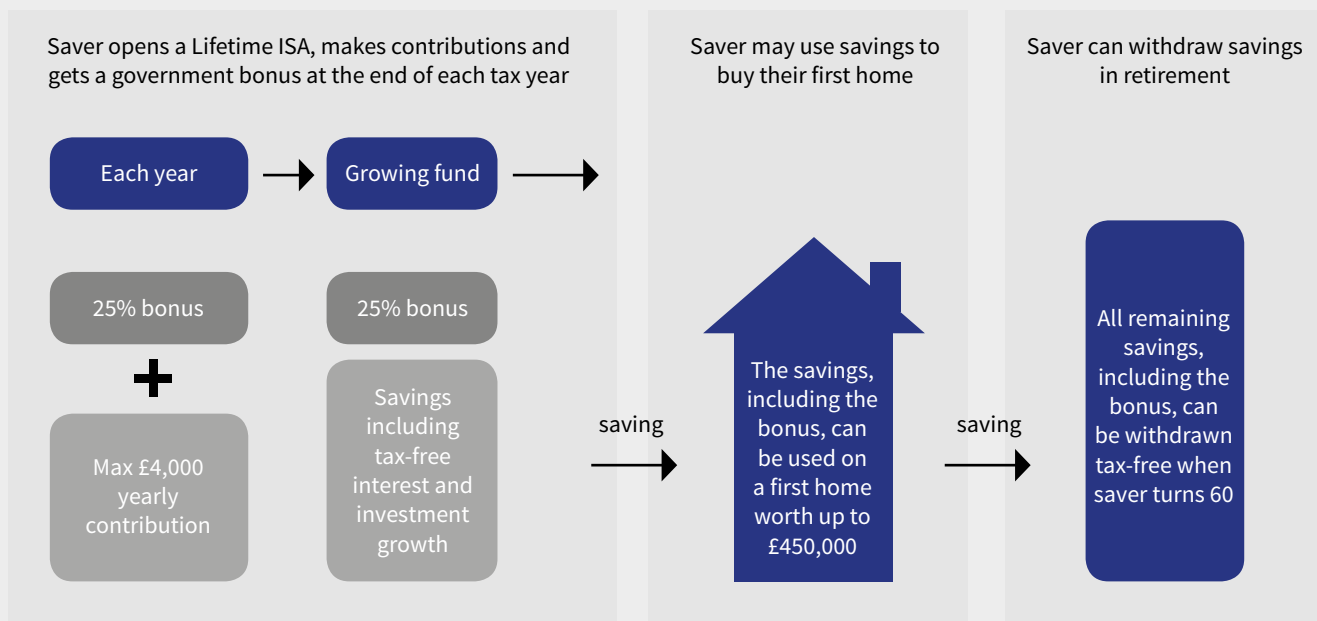 Saver opens a Lifetime ISA, makes contributions and
gets a government bonus at the end of each tax year
Each year
Growing fund
25% bonus
25% bonus
Max £4,000
yearly
contribution
Savings
including
tax-free
interest and
investment
growth
saving
Saver may use savings to
buy their first home
The savings,
including the
bonus, can
be used on
a first home
worth up to
£450,000
saving
Saver can withdraw savings
in retirement
All remaining
savings,
including the
bonus, can
be withdrawn
tax-free when
saver turns 60